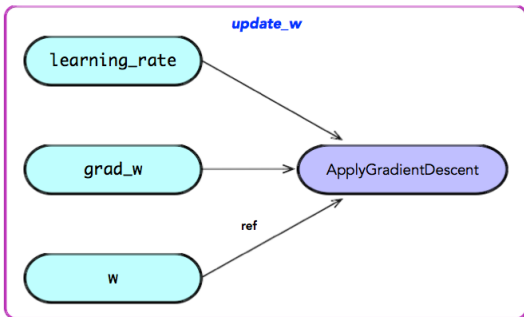 update_w
learning_rate
grad_w
ApplyGradientDescent
ref
w